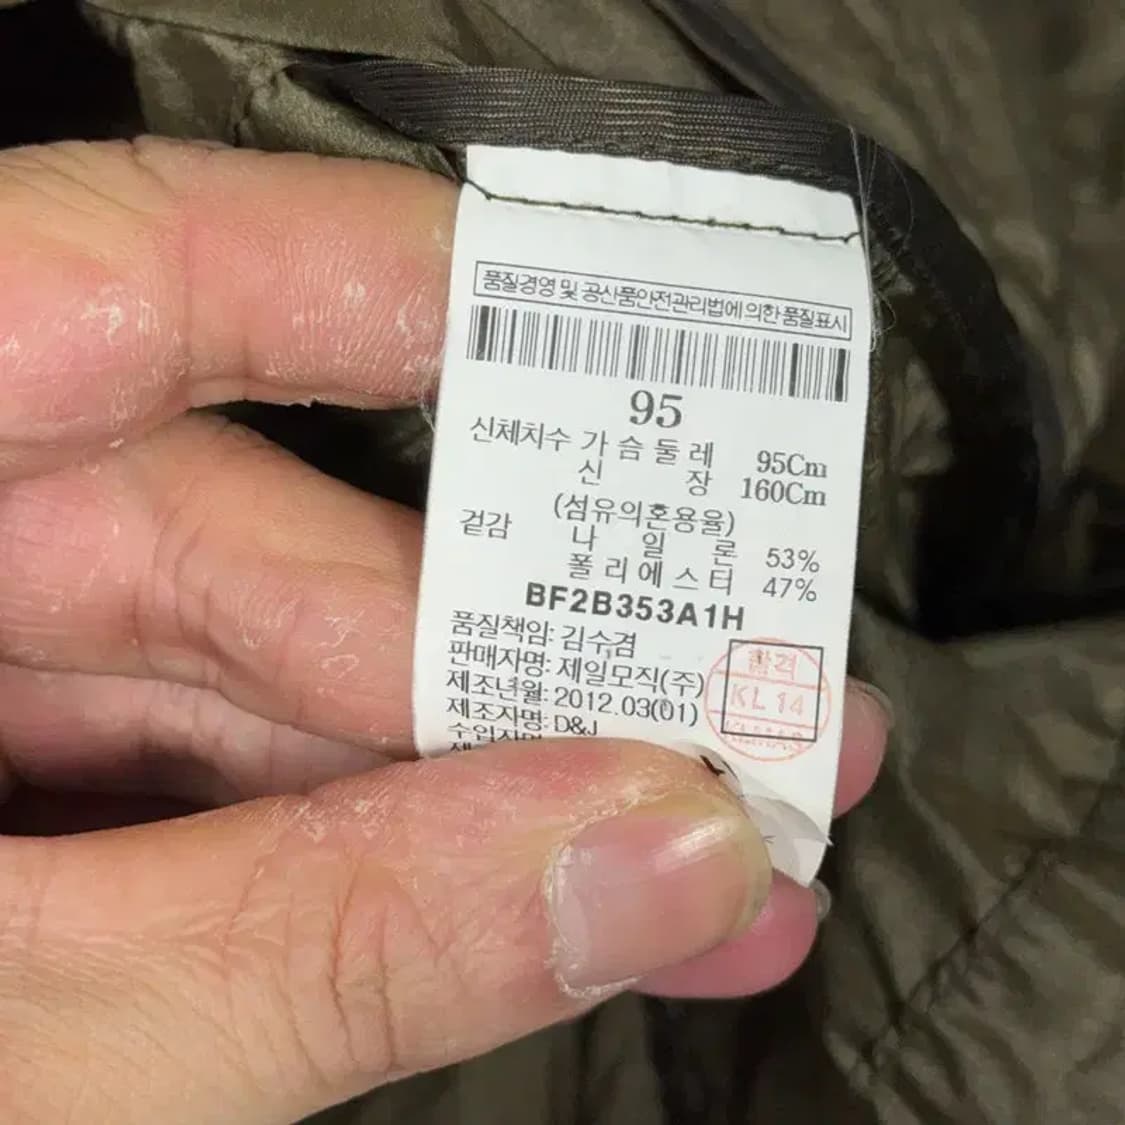 품질경영 및 공산품안전관리법에 의한 품질표시
95
신체치수 가슴둘레 95Cm
신장 160Cm
(섬유의혼용율)
겉감 나일론 53%
폴리에스터 47%
BF2B353A1H
품질책임: 김수겸
판매자명: 제일모직(주)
제조년월: 2012.03(01)
제조자명: D&J
합격
KL 14